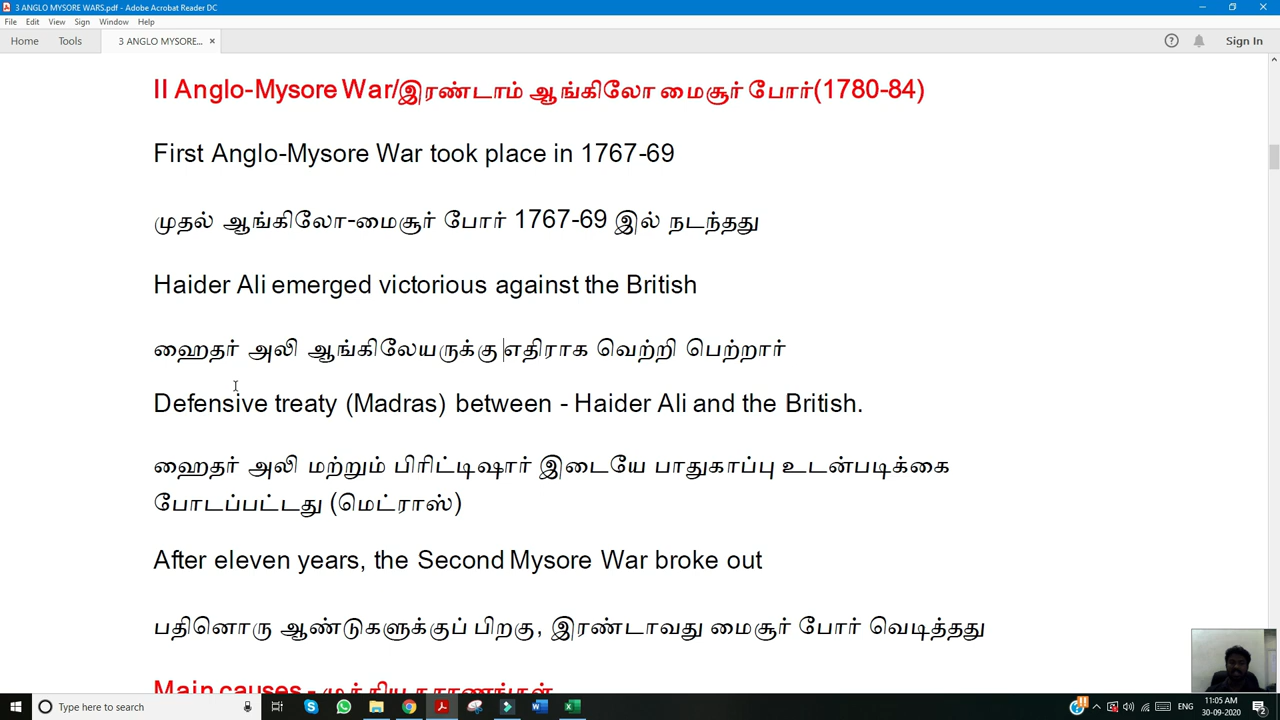 3 ANGLO MYSORE WARS.pdf - Adobe Acrobat Reader DC
File Edit View Sign Window Help
Home Tools 3 ANGLO MYSORE... × Sign In
II Anglo-Mysore War/இரண்டாம் ஆங்கிலோ மைசூர் போர்(1780-84)
First Anglo-Mysore War took place in 1767-69
முதல் ஆங்கிலோ-மைசூர் போர் 1767-69 இல் நடந்தது
Haider Ali emerged victorious against the British
ஹைதர் அலி ஆங்கிலேயருக்கு எதிராக வெற்றி பெற்றார்
Defensive treaty (Madras) between - Haider Ali and the British.
ஹைதர் அலி மற்றும் பிரிட்டிஷார் இடையே பாதுகாப்பு உடன்படிக்கை
போடப்பட்டது (மெட்ராஸ்)
After eleven years, the Second Mysore War broke out
பதினொரு ஆண்டுகளுக்குப் பிறகு, இரண்டாவது மைசூர் போர் வெடித்தது
Main causes - முக்கிய காரணங்கள்
Type here to search
11:05 AM
30-09-2020